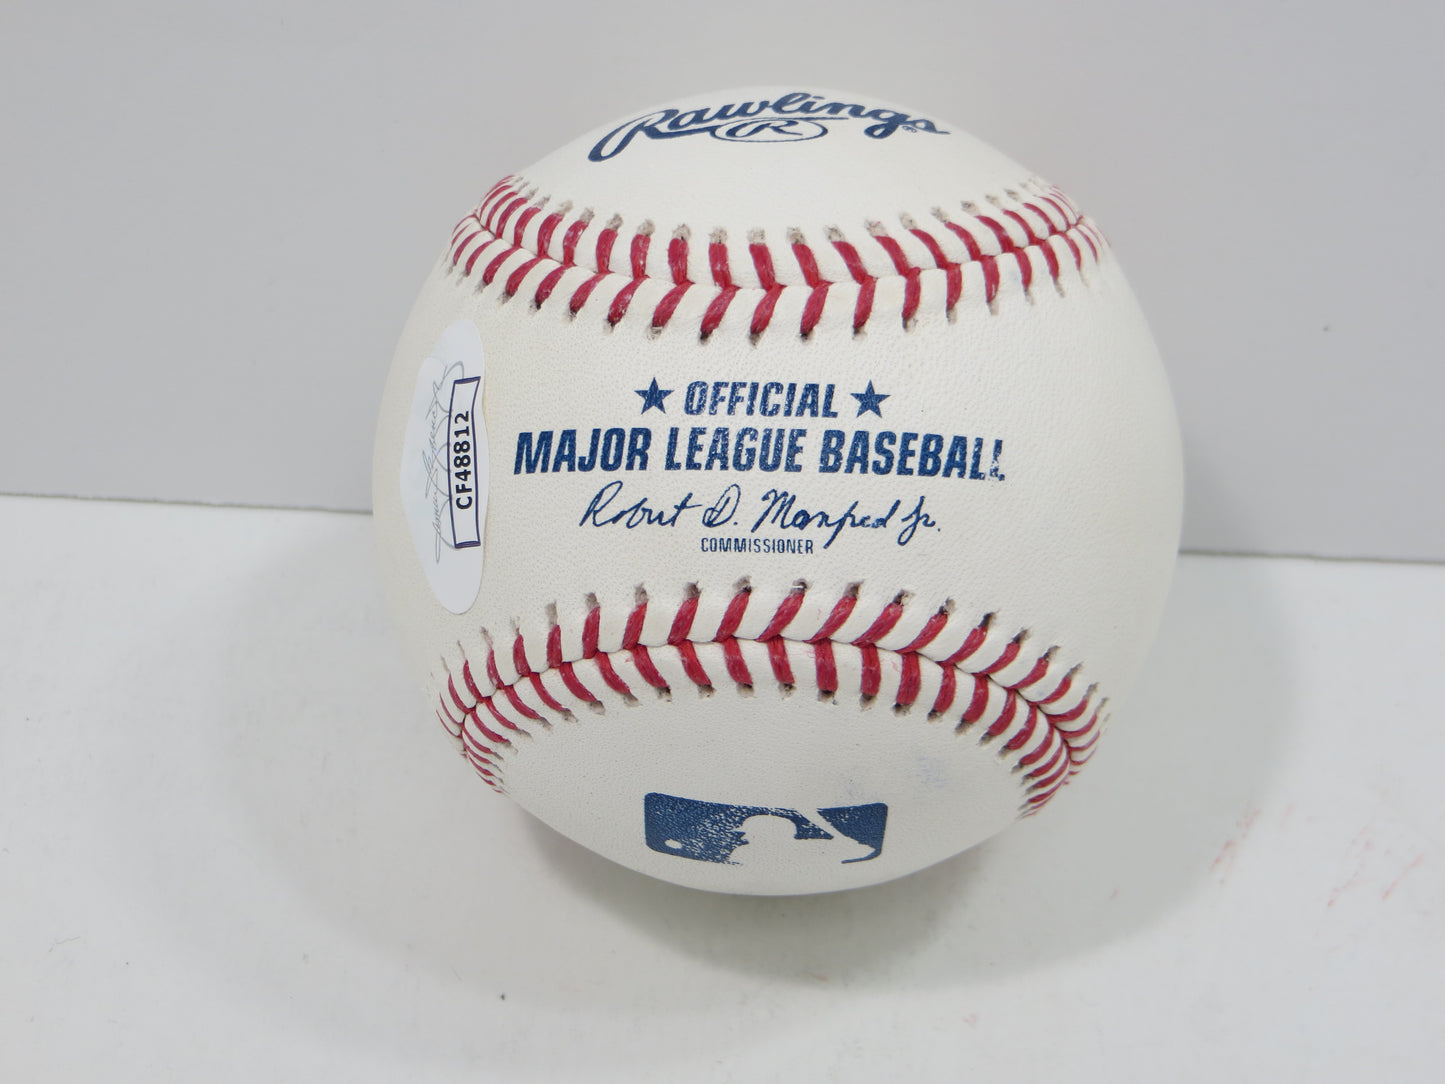 Rawlings
R
®
★ OFFICIAL ★
MAJOR LEAGUE BASEBALL
Robert D. Manfred Jr.
COMMISSIONER
CF48812